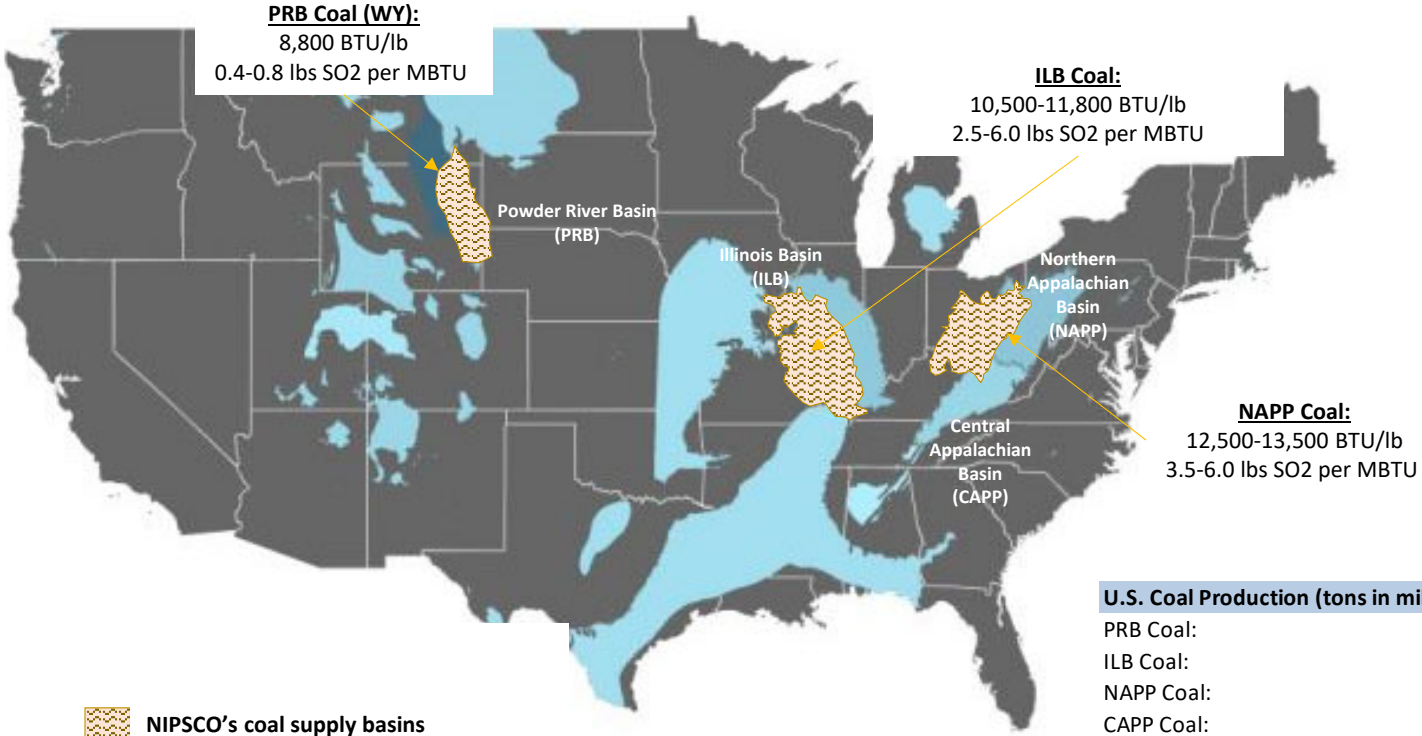 PRB Coal (WY):
8,800 BTU/lb
0.4-0.8 lbs SO2 per MBTU
ILB Coal:
10,500-11,800 BTU/lb
2.5-6.0 lbs SO2 per MBTU
Powder River Basin
(PRB)
Illinois Basin
(ILB)
Northern
Appalachian
Basin
(NAPP)
NAPP Coal:
12,500-13,500 BTU/lb
3.5-6.0 lbs SO2 per MBTU
Central
Appalachian
Basin
(CAPP)
U.S. Coal Production (tons in mi
PRB Coal:
ILB Coal:
NAPP Coal:
CAPP Coal:
NIPSCO’s coal supply basins